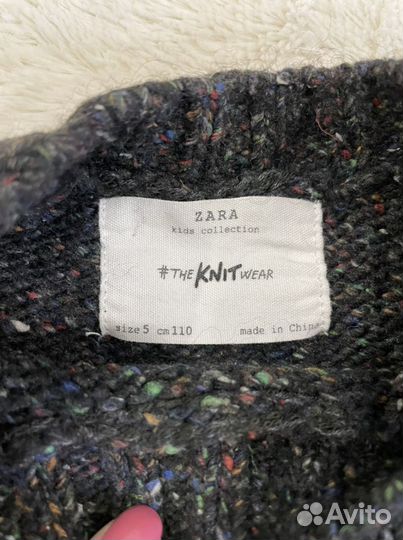 ZARA
kids collection
#THE KNIT WEAR
size 5 cm 110 made in China
Avito